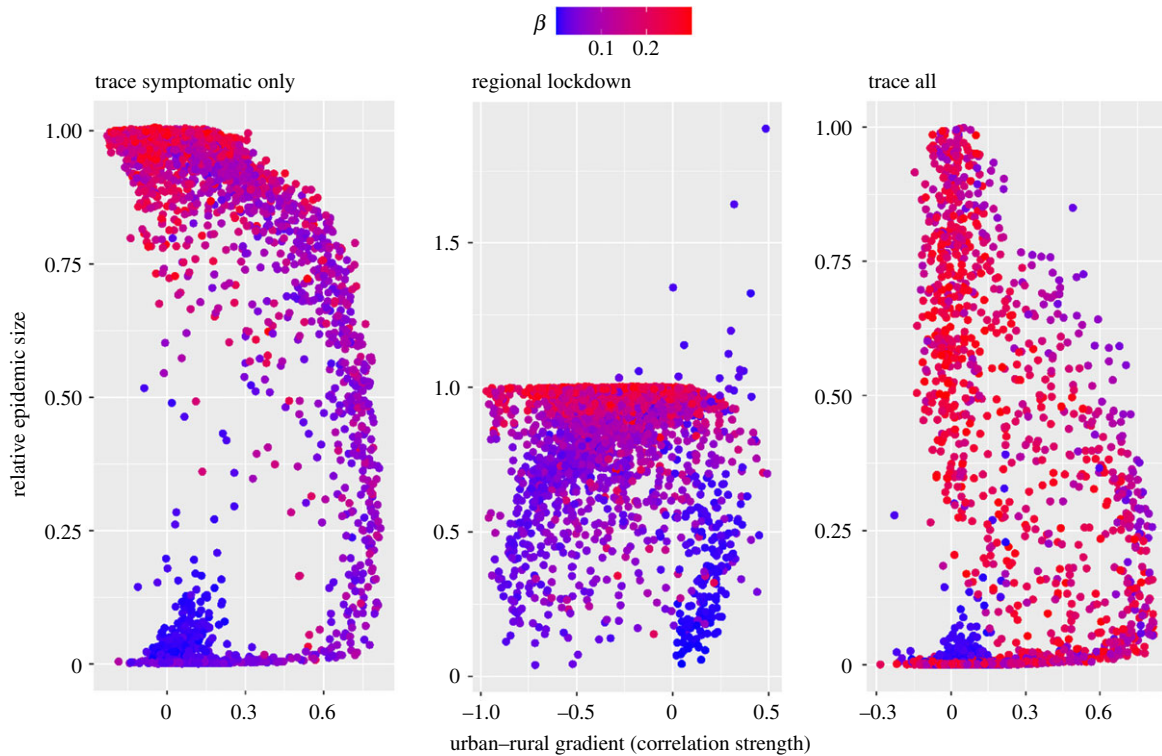 β
0.1 0.2
trace symptomatic only
regional lockdown
trace all
relative epidemic size
1.00
0.75
0.50
0.25
0
0 0.3 0.6
1.5
1.0
0.5
0
–1.0 –0.5 0 0.5
1.00
0.75
0.50
0.25
0
–0.3 0 0.3 0.6
urban–rural gradient (correlation strength)